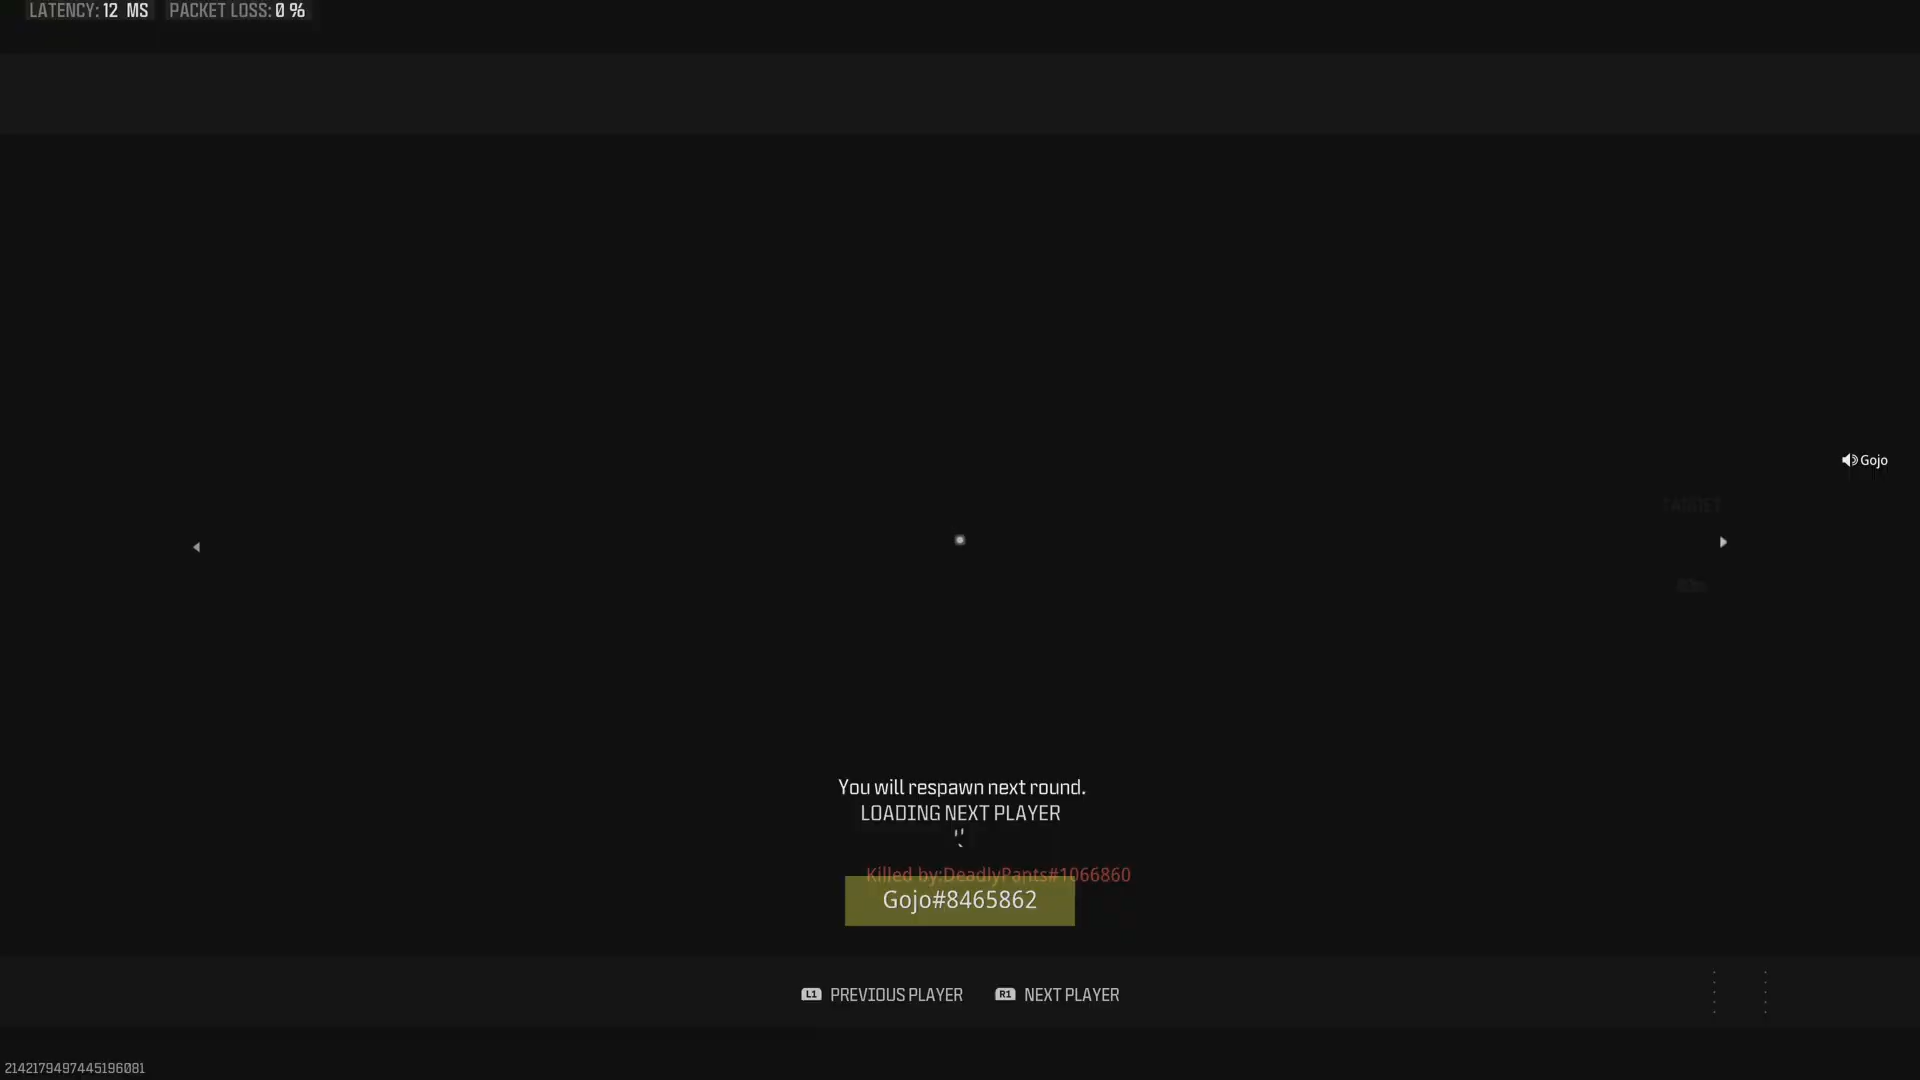 LATENCY: 12 MS PACKET LOSS: 0 %
Gojo
TARGET
You will respawn next round.
LOADING NEXT PLAYER
Killed by:DeadlyPants#1066860
Gojo#8465862
L1 PREVIOUS PLAYER R1 NEXT PLAYER
2142179497445196081